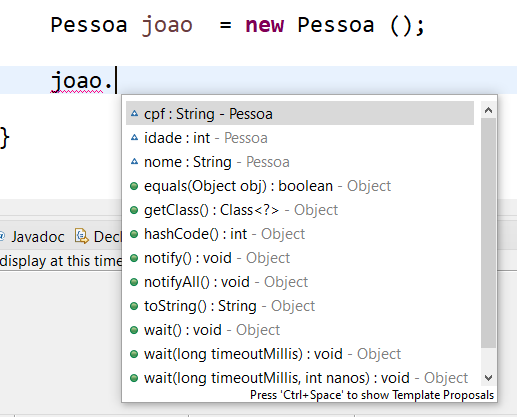 Pessoa joao  = new Pessoa ();
joao.
cpf : String - Pessoa
}
idade : int - Pessoa
nome : String - Pessoa
equals(Object obj) : boolean - Object
getClass() : Class<?> - Object
Javadoc
hashCode() : int - Object
display at this time
notify() : void - Object
notifyAll() : void - Object
toString() : String - Object
wait() : void - Object
wait(long timeoutMillis) : void - Object
wait(long timeoutMillis, int nanos) : void - Object
Press 'Ctrl+Space' to show Template Proposals